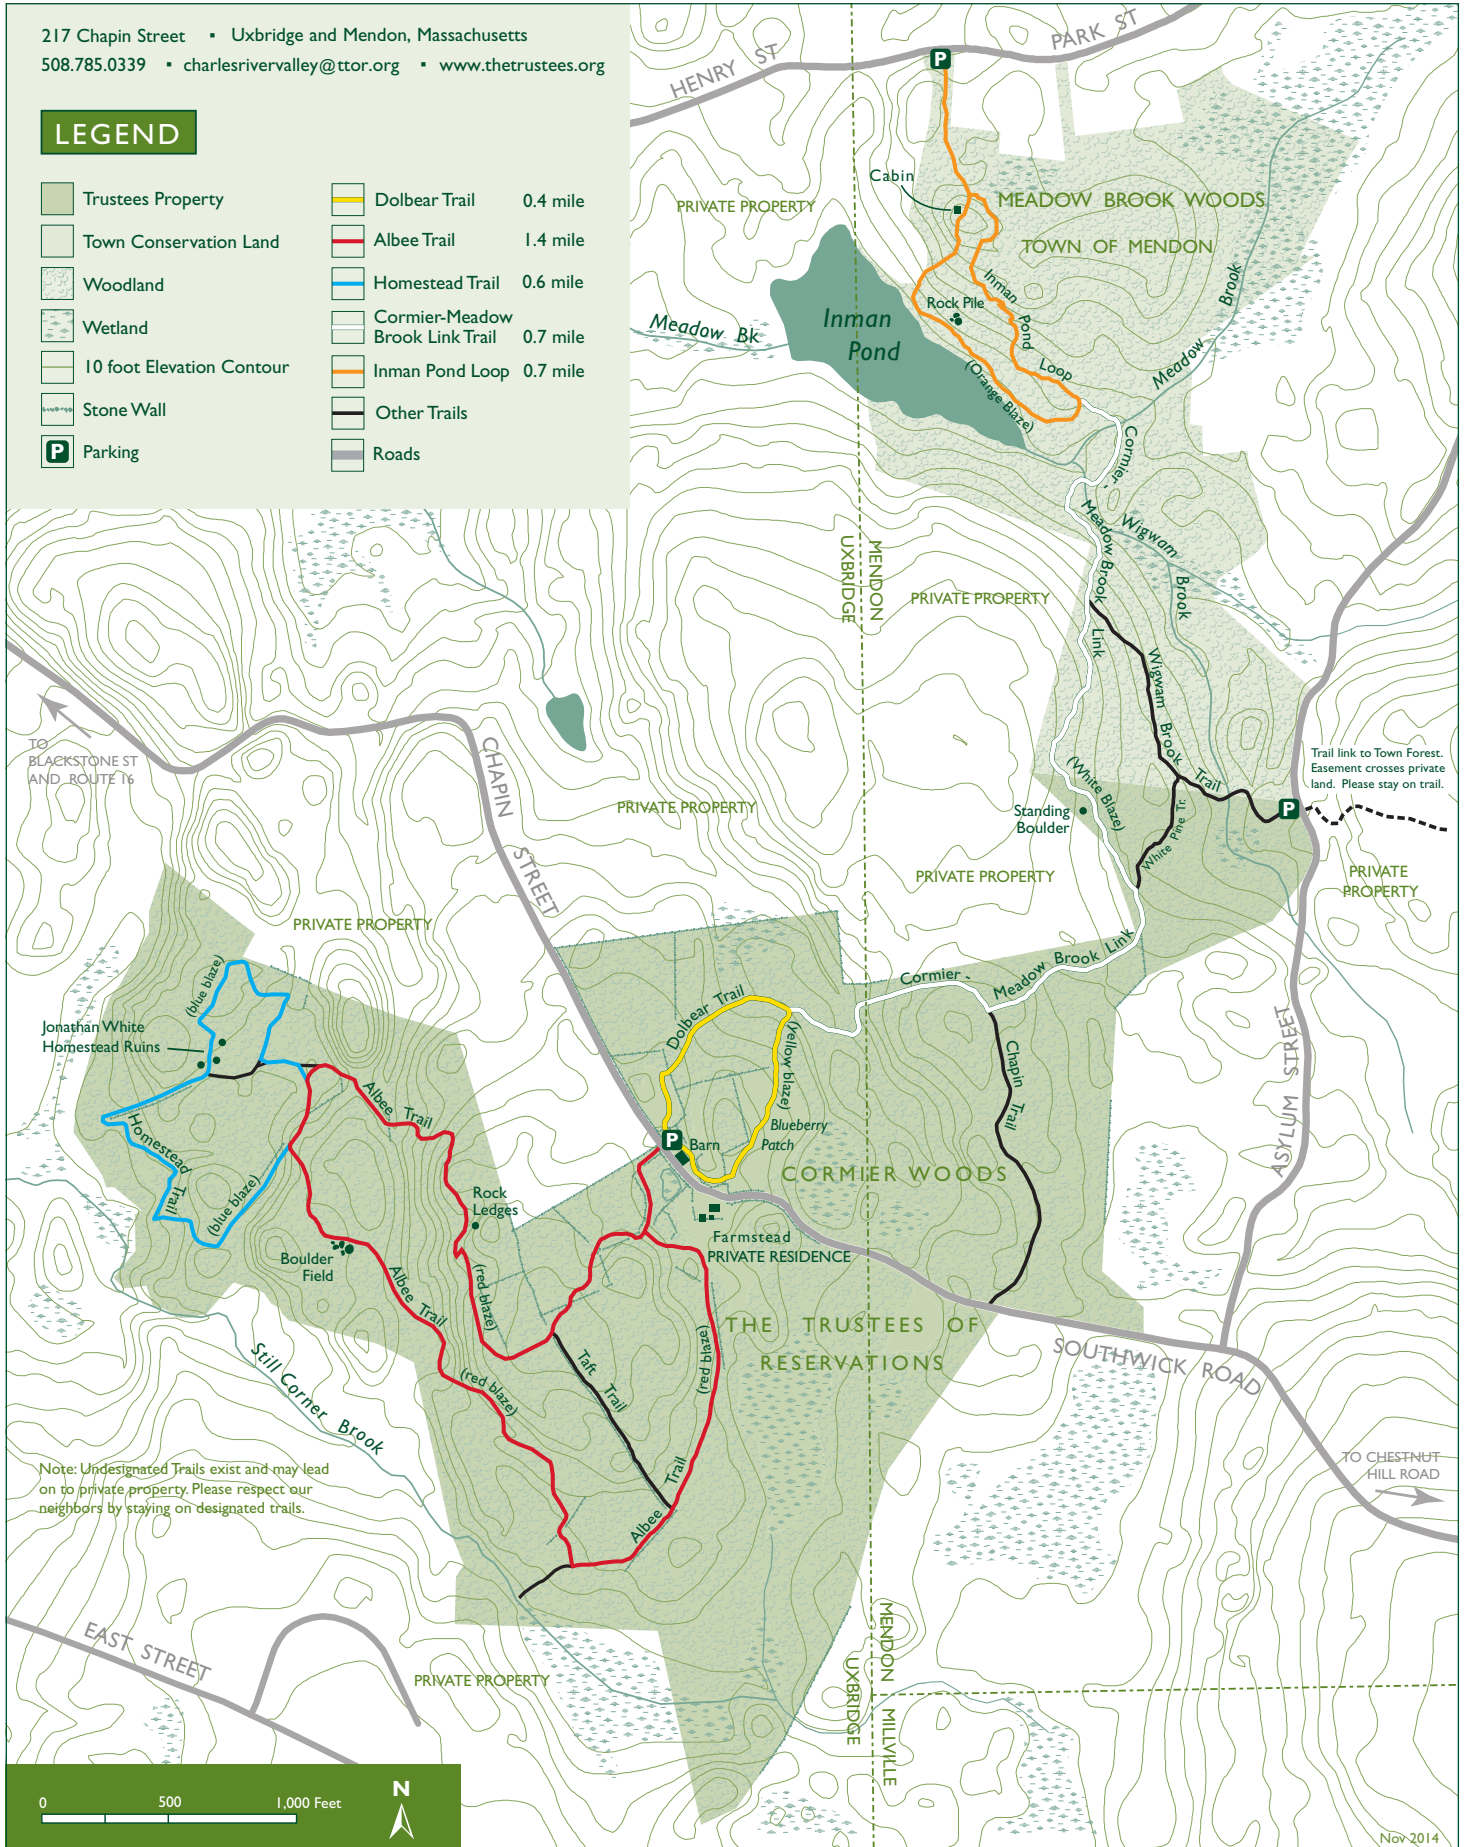 217 Chapin Street ▪ Uxbridge and Mendon, Massachusetts
508.785.0339 ▪ charlesrivervalley@ttor.org ▪ www.thetrustees.org
LEGEND
Trustees Property
Town Conservation Land
Woodland
Wetland
10 foot Elevation Contour
Stone Wall
P Parking
Dolbear Trail 0.4 mile
Albee Trail 1.4 mile
Homestead Trail 0.6 mile
Cormier-Meadow
Brook Link Trail 0.7 mile
Inman Pond Loop 0.7 mile
Other Trails
Roads
HENRY ST
PARK ST
P
Cabin
PRIVATE PROPERTY
MEADOW BROOK WOODS
TOWN OF MENDON
Inman Pond Loop
Rock Pile
Meadow Brook
Meadow Bk
Inman
Pond
(Orange Blaze)
Cormier -
Meadow Brook
Link
Wigwam
Brook
MENDON
UXBRIDGE
PRIVATE PROPERTY
Wigwam Brook Trail
TO
BLACKSTONE ST
AND ROUTE 16
CHAPIN
STREET
PRIVATE PROPERTY
(White Blaze)
Standing
Boulder
White Pine Tr.
P
Trail link to Town Forest.
Easement crosses private
land. Please stay on trail.
PRIVATE PROPERTY
PRIVATE
PROPERTY
PRIVATE PROPERTY
Cormier -
Meadow Brook Link
(blue blaze)
Jonathan White
Homestead Ruins
Dolbear Trail
(yellow blaze)
Chapin Trail
ASYLUM STREET
Albee Trail
Homestead
Trail
(blue blaze)
P
Barn
Blueberry
Patch
CORMIER WOODS
Rock
Ledges
Farmstead
PRIVATE RESIDENCE
Boulder
Field
Albee Trail
(red blaze)
(red blaze)
THE TRUSTEES OF
RESERVATIONS
Taft Trail
(red blaze)
SOUTHWICK ROAD
Still Corner Brook
Albee Trail
TO CHESTNUT
HILL ROAD
Note: Undesignated Trails exist and may lead
on to private property. Please respect our
neighbors by staying on designated trails.
EAST STREET
PRIVATE PROPERTY
MENDON
UXBRIDGE
MILLVILLE
0 500 1,000 Feet
N
Nov 2014